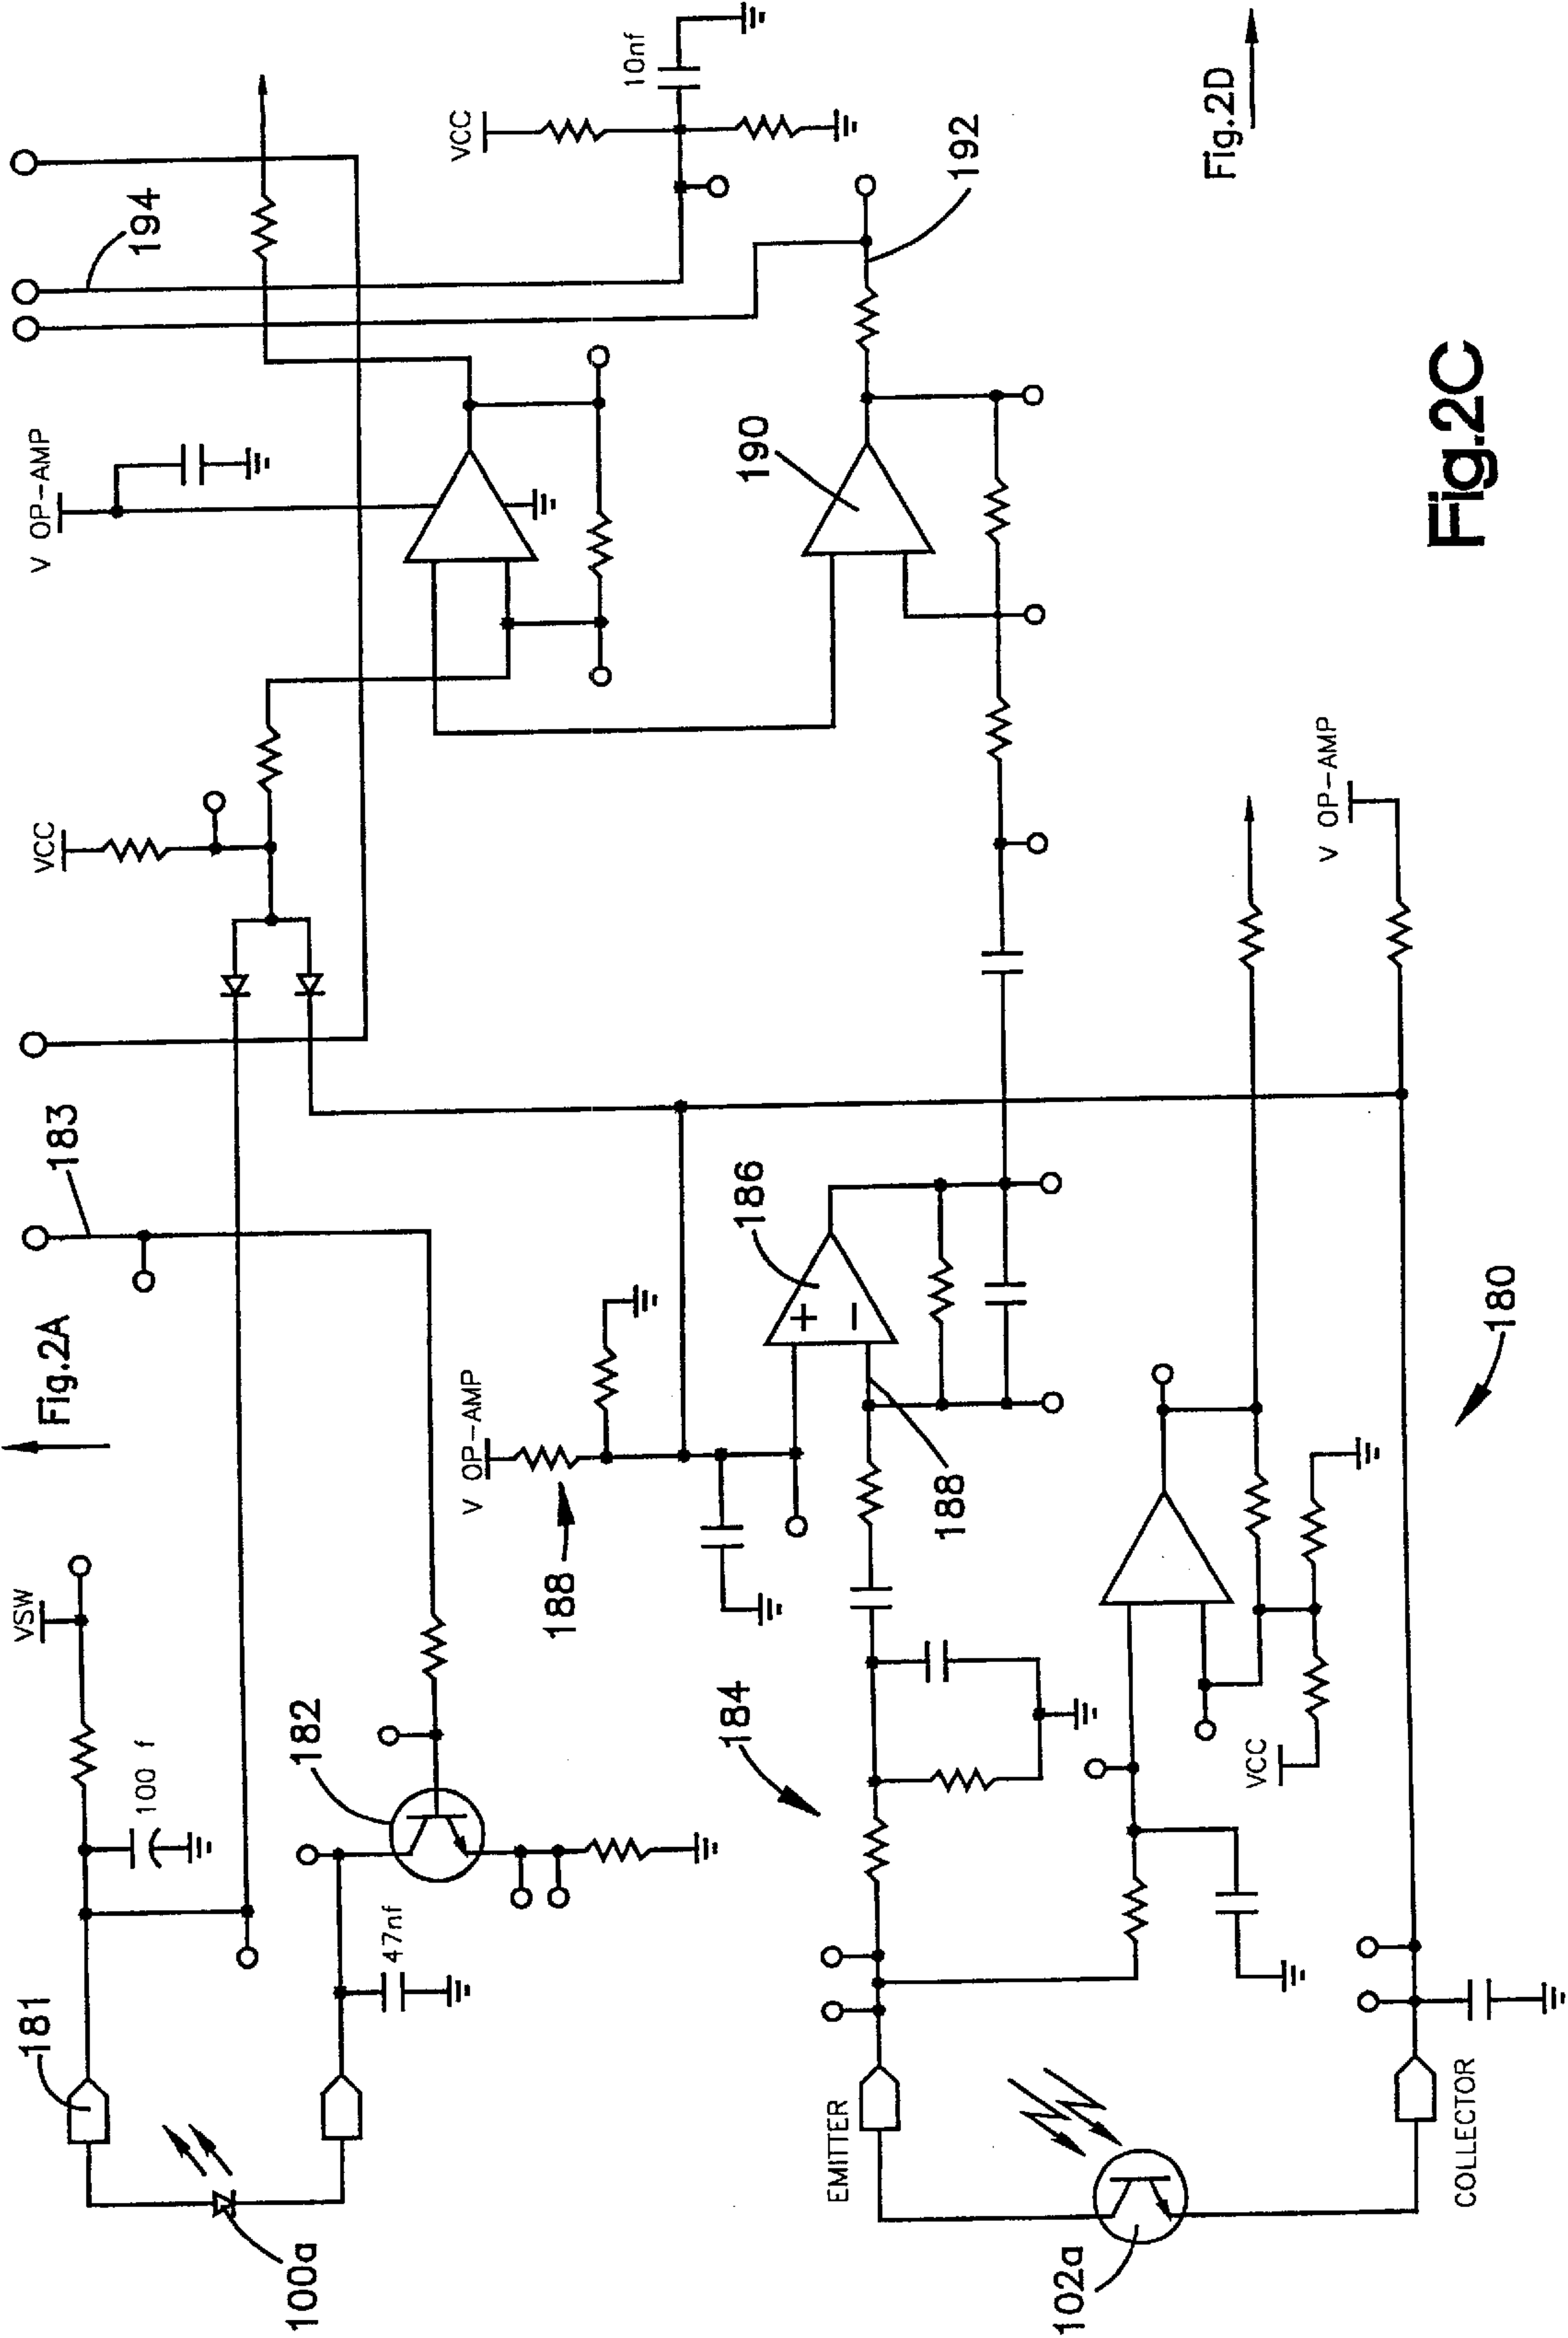 Fig.2A
183
194
VSW
VCC
V OP-AMP
VCC
10nf
181
100 f
182
47nf
100a
V OP-AMP
188
186
190
192
184
188
EMITTER
102a
VCC
V OP-AMP
COLLECTOR
180
Fig.2D
Fig.2C